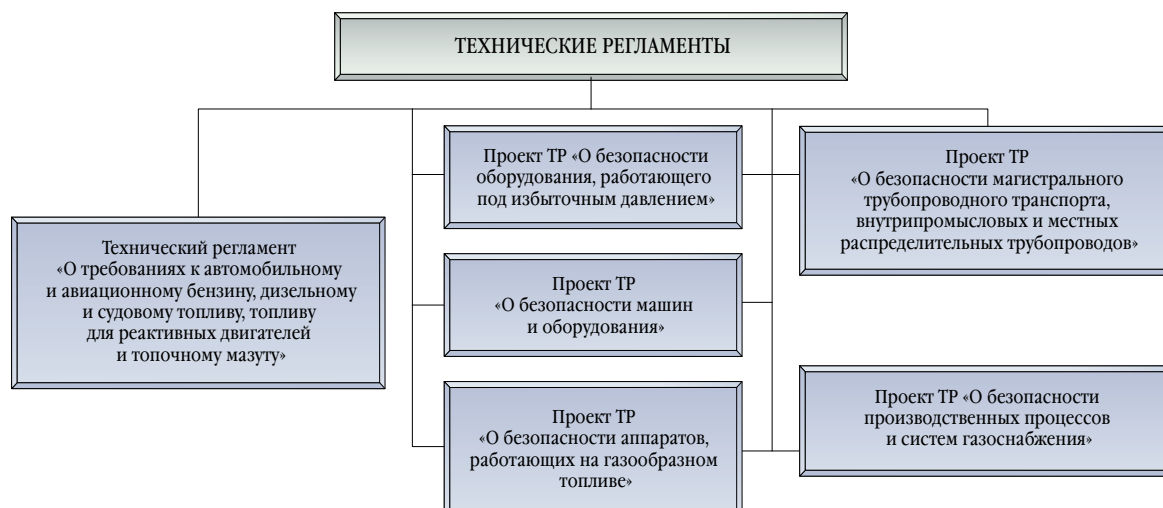 ТЕХНИЧЕСКИЕ РЕГЛАМЕНТЫ
Технический регламент
«О требованиях к автомобильному
и авиационному бензину, дизельному
и судовому топливу, топливу
для реактивных двигателей
и топочному мазуту»
Проект ТР «О безопасности
оборудования, работающего
под избыточным давлением»
Проект ТР
«О безопасности машин
и оборудования»
Проект ТР
«О безопасности аппаратов,
работающих на газообразном
топливе»
Проект ТР
«О безопасности магистрального
трубопроводного транспорта,
внутрипромысловых и местных
распределительных трубопроводов»
Проект ТР «О безопасности
производственных процессов
и систем газоснабжения»